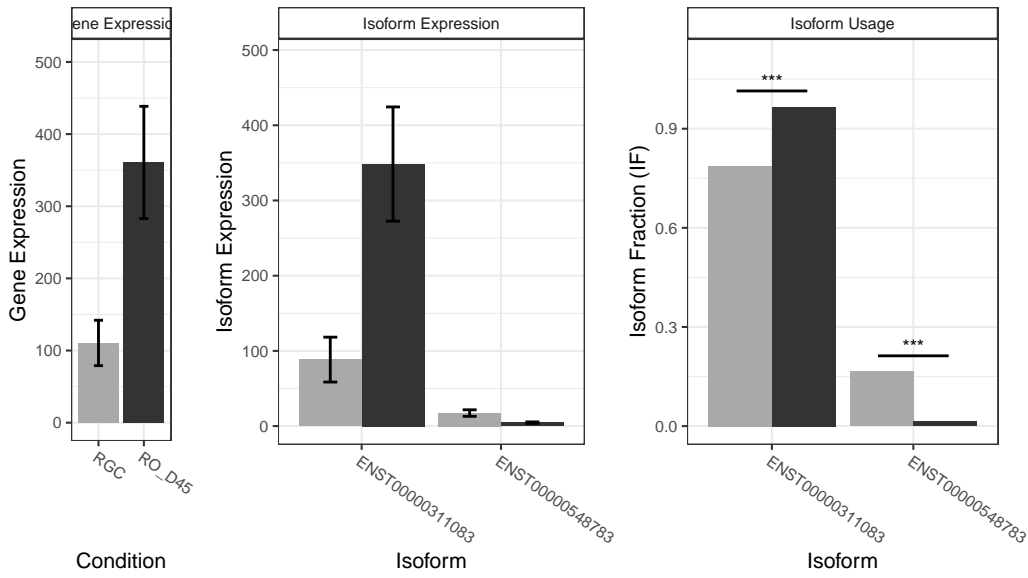 ene Expressio
Gene Expression
500
400
300
200
100
0
RGC
RO_D45
Condition
Isoform Expression
Isoform Expression
500
400
300
200
100
0
ENST00000311083
ENST00000548783
Isoform
Isoform Usage
Isoform Fraction (IF)
0.9
0.6
0.3
0.0
***
***
ENST00000311083
ENST00000548783
Isoform